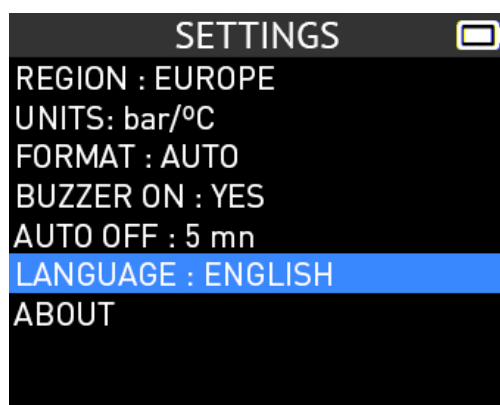 SETTINGS
REGION : EUROPE
UNITS: bar/ºC
FORMAT : AUTO
BUZZER ON : YES
AUTO OFF : 5 mn
LANGUAGE : ENGLISH
ABOUT